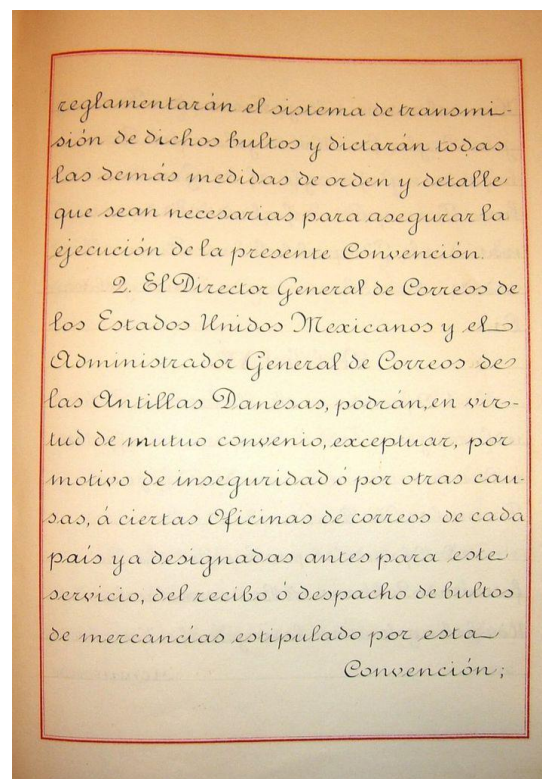 reglamentarán el sistema de transmi-
sión de dichos bultos y dictarán todas
las demás medidas de orden y detalle
que sean necesarias para asegurar la
ejecución de la presente Convención.
2. El Director General de Correos de
los Estados Unidos Mexicanos y el
Administrador General de Correos de
las Antillas Danesas, podrán, en vir-
tud de mutuo convenio, exceptuar, por
motivo de inseguridad ó por otras cau-
sas, á ciertas Oficinas de correos de cada
país ya designadas antes para este
servicio, del recibo ó despacho de bultos
de mercancías estipulado por esta
Convención;